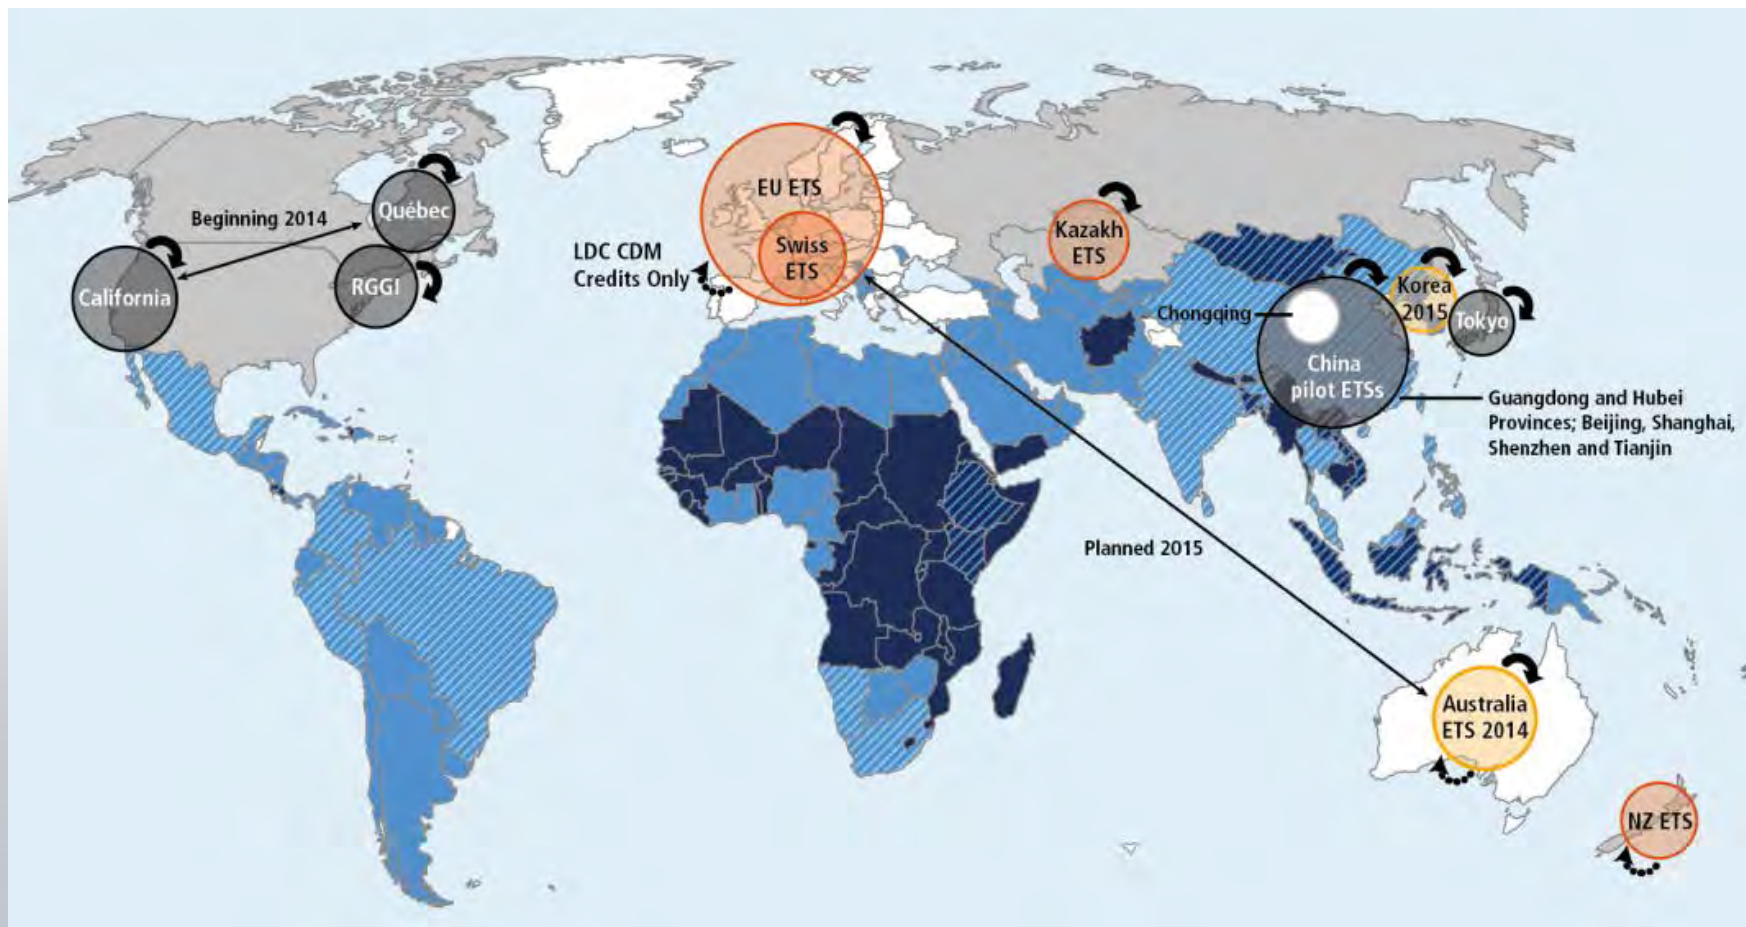 Québec
Beginning 2014
California
RGGI
EU ETS
Swiss
ETS
LDC CDM
Credits Only
Kazakh
ETS
Korea
2015
Tokyo
Chongqing
China
pilot ETSs
Guangdong and Hubei
Provinces; Beijing, Shanghai,
Shenzhen and Tianjin
Planned 2015
Australia
ETS 2014
NZ ETS